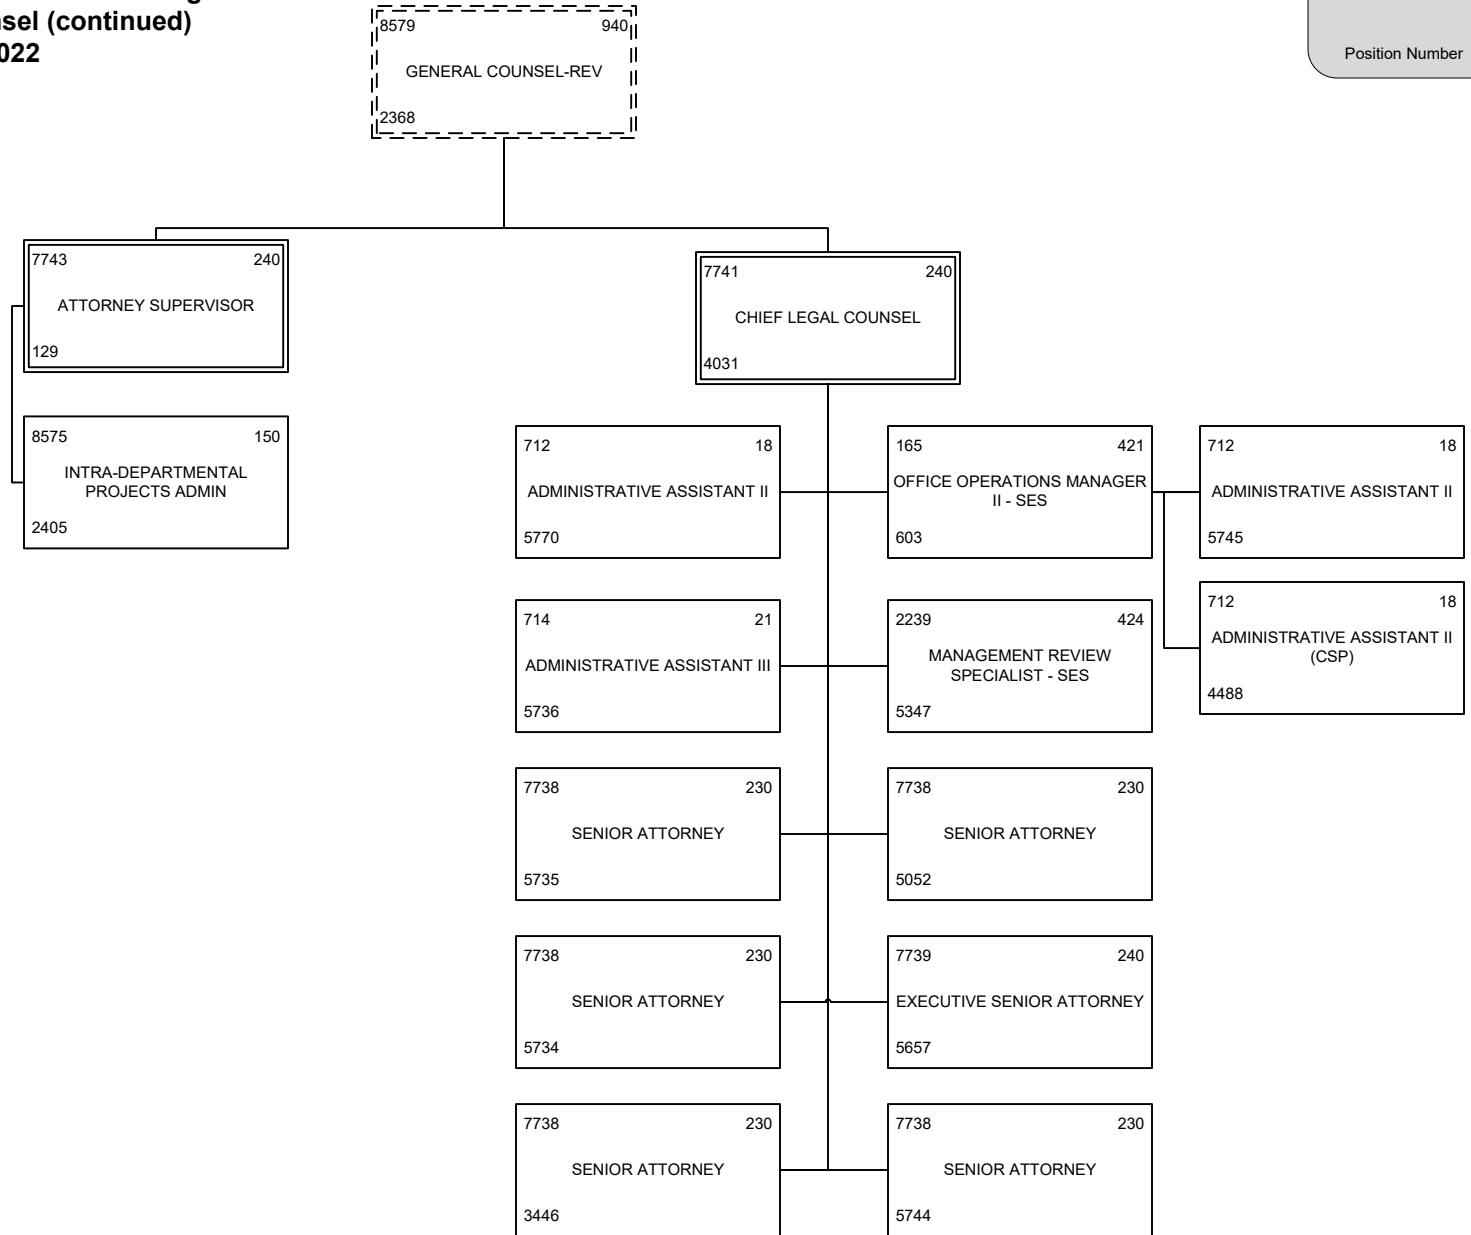 nsel (continued)
022
Position Number
8579 940
GENERAL COUNSEL-REV
2368
7743 240
ATTORNEY SUPERVISOR
129
8575 150
INTRA-DEPARTMENTAL
PROJECTS ADMIN
2405
7741 240
CHIEF LEGAL COUNSEL
4031
712 18
ADMINISTRATIVE ASSISTANT II
5770
165 421
OFFICE OPERATIONS MANAGER
II - SES
603
712 18
ADMINISTRATIVE ASSISTANT II
5745
712 18
ADMINISTRATIVE ASSISTANT II
(CSP)
4488
714 21
ADMINISTRATIVE ASSISTANT III
5736
2239 424
MANAGEMENT REVIEW
SPECIALIST - SES
5347
7738 230
SENIOR ATTORNEY
5735
7738 230
SENIOR ATTORNEY
5052
7738 230
SENIOR ATTORNEY
5734
7739 240
EXECUTIVE SENIOR ATTORNEY
5657
7738 230
SENIOR ATTORNEY
3446
7738 230
SENIOR ATTORNEY
5744